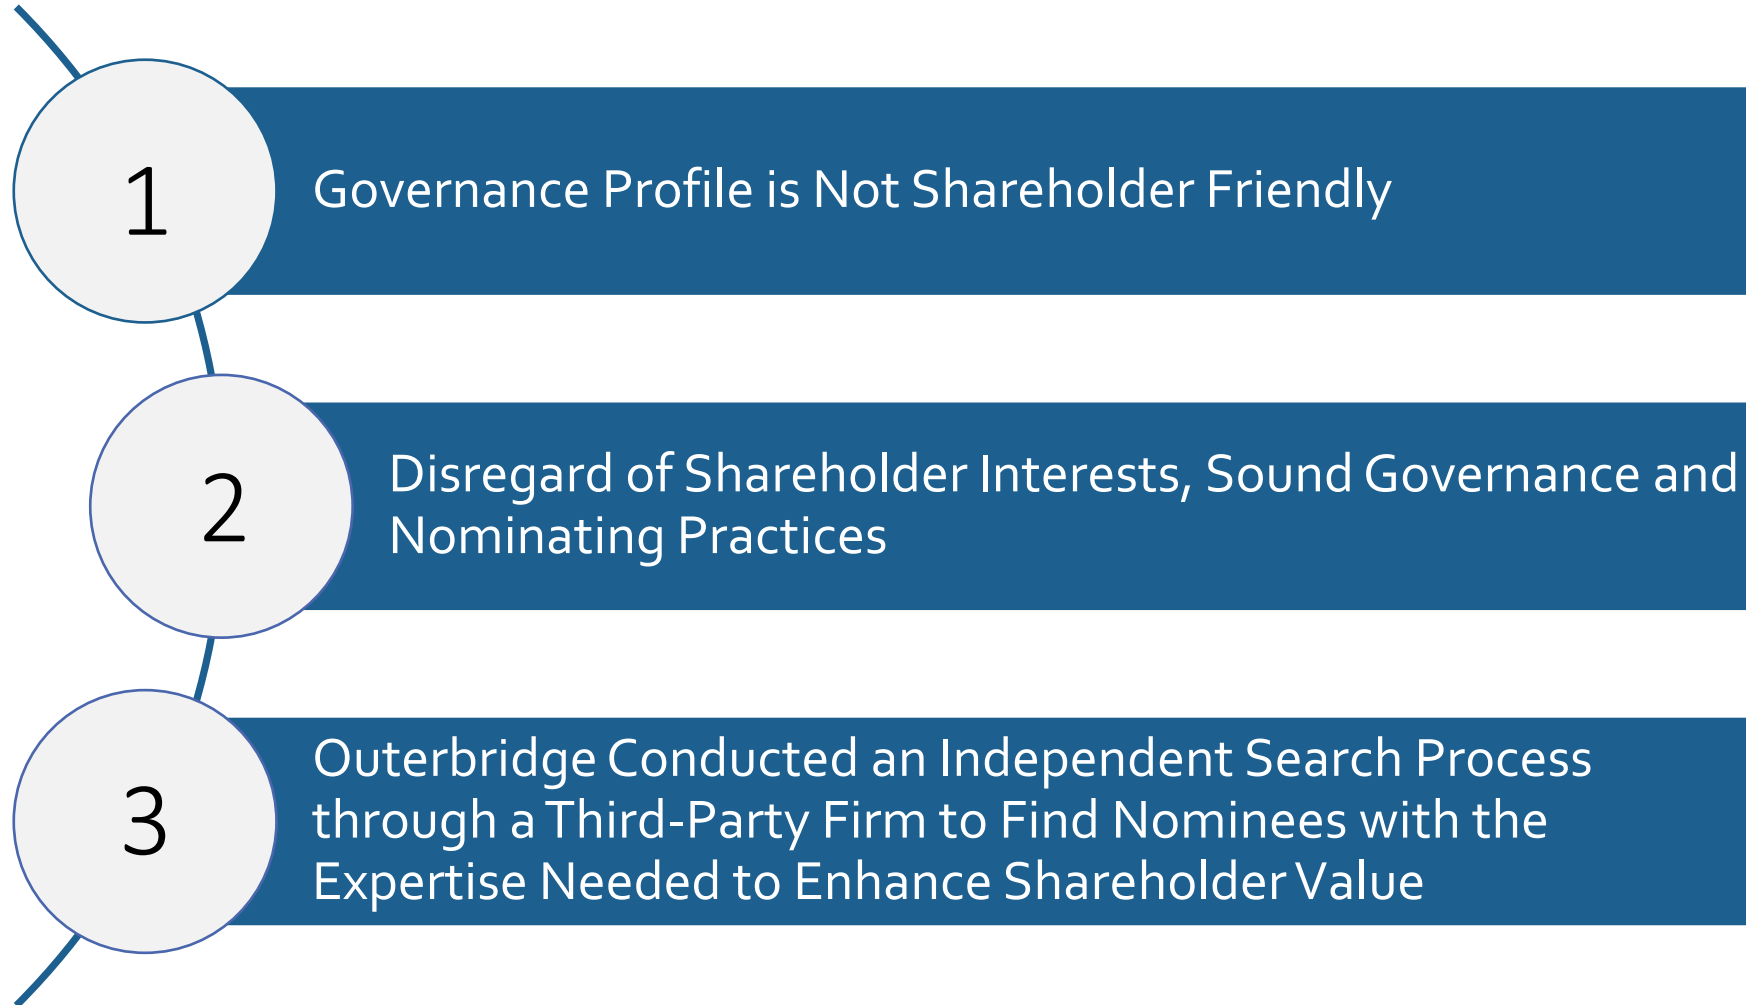 1
Governance Profile is Not Shareholder Friendly
2
Disregard of Shareholder Interests, Sound Governance and
Nominating Practices
3
Outerbridge Conducted an Independent Search Process
through a Third-Party Firm to Find Nominees with the
Expertise Needed to Enhance Shareholder Value